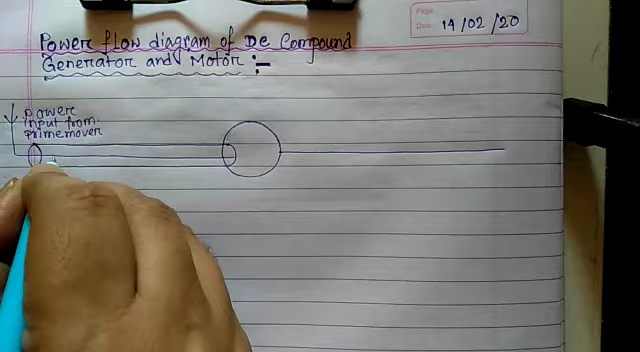 Page:
Date: 14/02/20
Power flow diagram of DC Compound
Generator and Motor :-
Power
input from
primemover